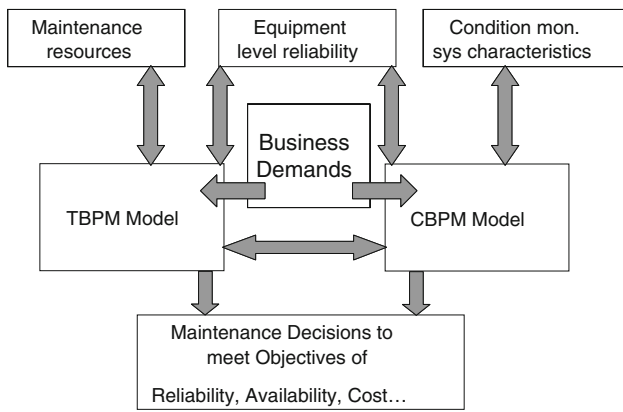 Maintenance
resources
Equipment
level reliability
Condition mon.
sys characteristics
Business
Demands
TBPM Model
CBPM Model
Maintenance Decisions to
meet Objectives of
Reliability, Availability, Cost…